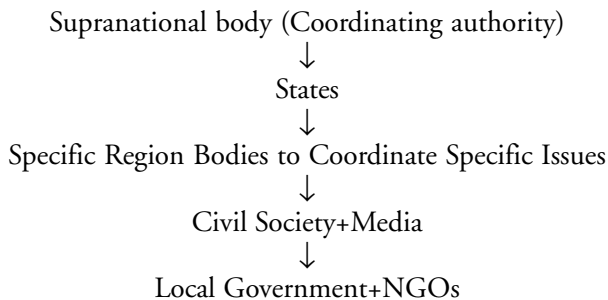 Supranational body (Coordinating authority)
↓
States
↓
Specific Region Bodies to Coordinate Specific Issues
↓
Civil Society+Media
↓
Local Government+NGOs